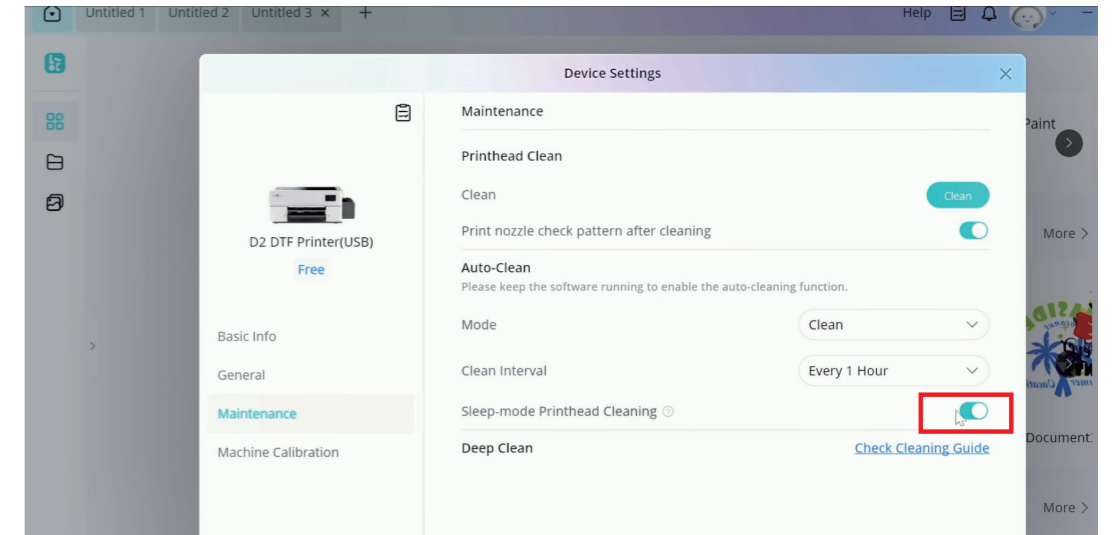 Untitled 1 Untitled 2 Untitled 3 × +
Help
Device Settings
Maintenance
Paint
Printhead Clean
Clean Clean
Print nozzle check pattern after cleaning
D2 DTF Printer(USB)
More >
Free
Auto-Clean
Please keep the software running to enable the auto-cleaning function.
Mode Clean
Basic Info
Clean Interval Every 1 Hour
General
Maintenance
Sleep-mode Printhead Cleaning
Document
Machine Calibration
Deep Clean Check Cleaning Guide
More >